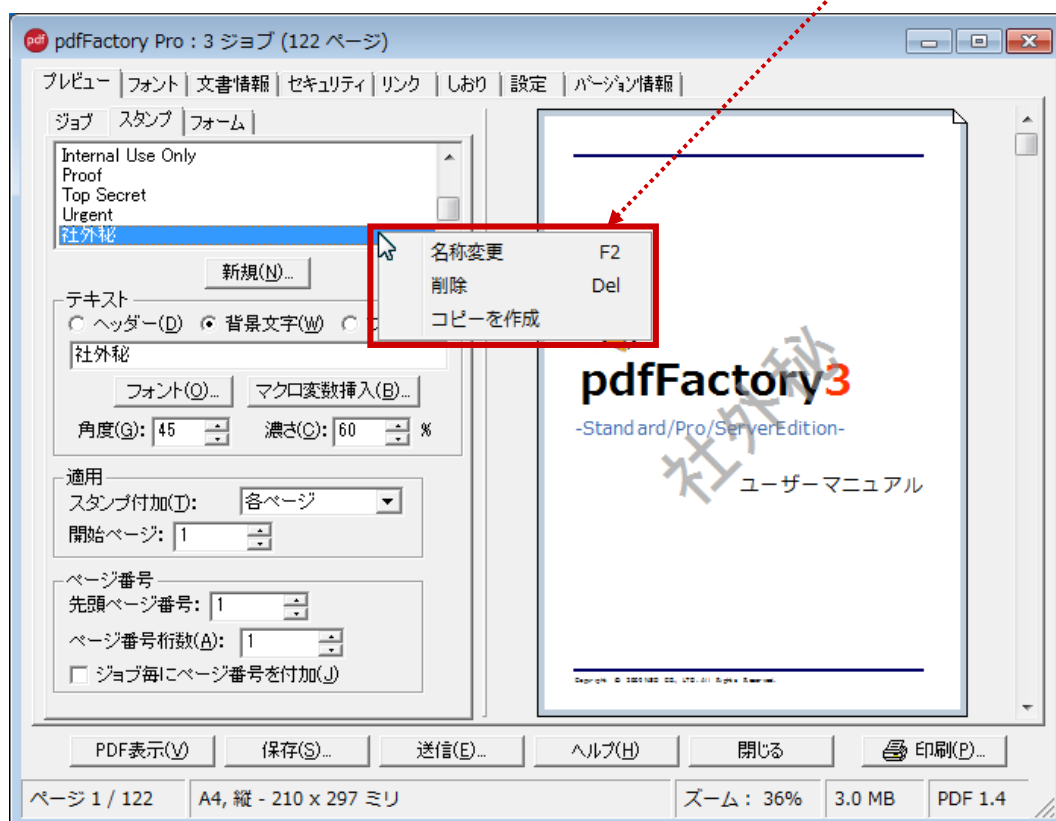 pdfFactory Pro : 3 ジョブ (122 ページ)
プレビュー フォント 文書情報 セキュリティ リンク しおり 設定 バージョン情報
ジョブ スタンプ フォーム
Internal Use Only
Proof
Top Secret
Urgent
社外秘
名称変更 F2
削除 Del
コピーを作成
新規(N)...
テキスト
ヘッダー(D) 背景文字(W)
社外秘
フォント(O)... マクロ変数挿入(B)...
角度(G): 45 濃さ(C): 60 %
適用
スタンプ付加(T): 各ページ
開始ページ: 1
ページ番号
先頭ページ番号: 1
ページ番号桁数(A): 1
ジョブ毎にページ番号を付加(J)
pdfFactory3
-Standard/Pro/ServerEdition-
社外秘
ユーザーマニュアル
PDF表示(V) 保存(S)... 送信(E)... ヘルプ(H) 閉じる 印刷(P)...
ページ 1 / 122 A4, 縦 - 210 x 297 ミリ ズーム : 36% 3.0 MB PDF 1.4